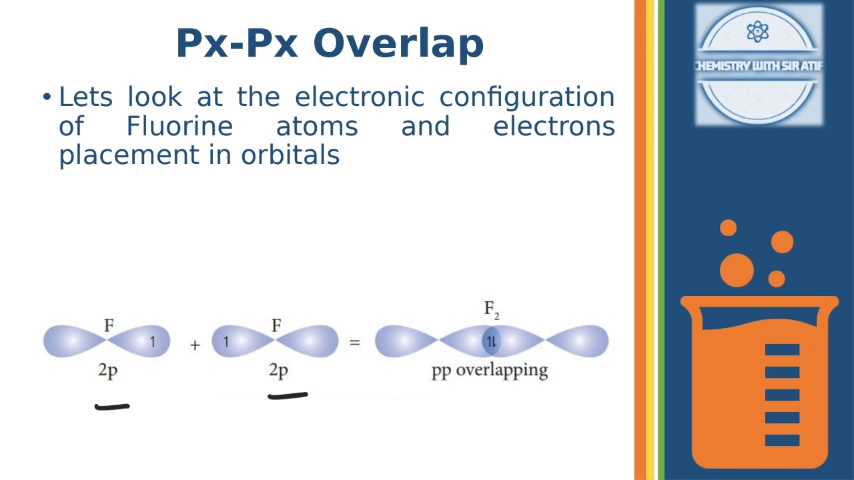 Px-Px Overlap
• Lets look at the electronic configuration
of Fluorine atoms and electrons
placement in orbitals
CHEMISTRY WITH SIR ATIF
F F F₂
1 + 1 = 1⇂
2p 2p pp overlapping